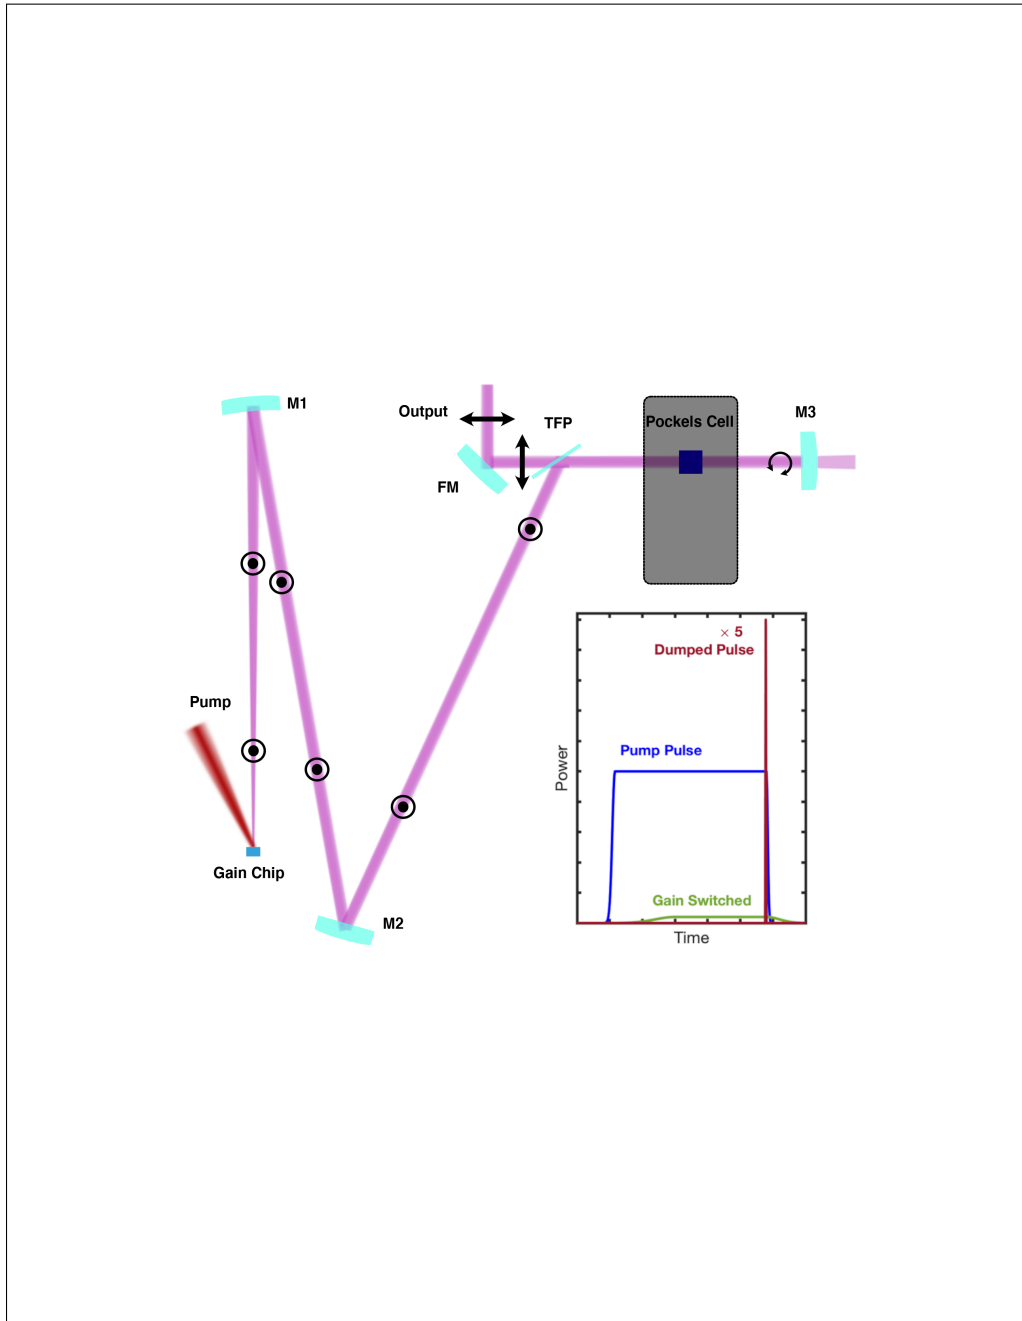 M1
Output
TFP
Pockels Cell
M3
FM
Pump
Gain Chip
M2
× 5
Dumped Pulse
Pump Pulse
Gain Switched
Power
Time